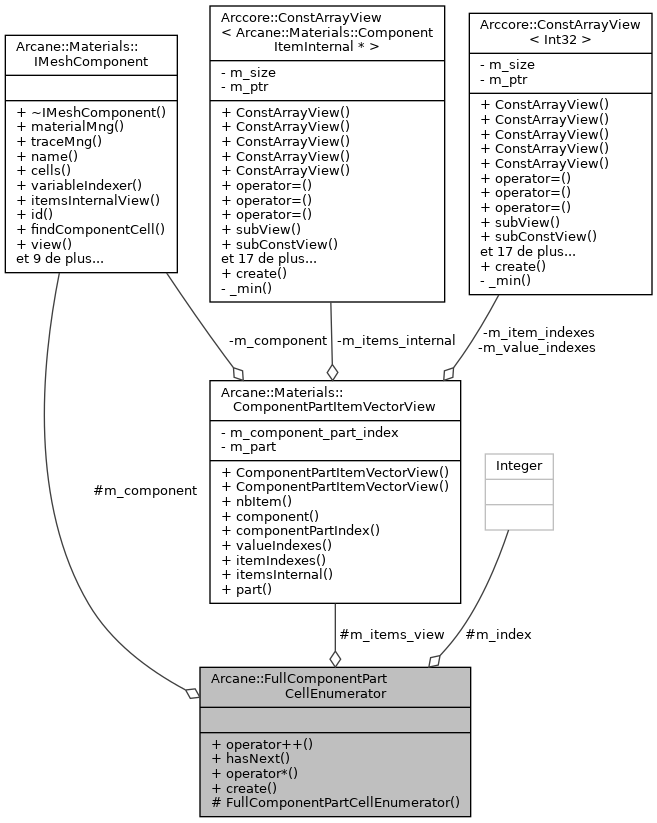 Arcane::Materials::
IMeshComponent
+ ~IMeshComponent()
+ materialMng()
+ traceMng()
+ name()
+ cells()
+ variableIndexer()
+ itemsInternalView()
+ id()
+ findComponentCell()
+ view()
et 9 de plus...
Arccore::ConstArrayView
< Arcane::Materials::Component
ItemInternal * >
- m_size
- m_ptr
+ ConstArrayView()
+ ConstArrayView()
+ ConstArrayView()
+ ConstArrayView()
+ ConstArrayView()
+ operator=()
+ operator=()
+ operator=()
+ subView()
+ subConstView()
et 17 de plus...
+ create()
- _min()
Arccore::ConstArrayView
< Int32 >
- m_size
- m_ptr
+ ConstArrayView()
+ ConstArrayView()
+ ConstArrayView()
+ ConstArrayView()
+ ConstArrayView()
+ operator=()
+ operator=()
+ operator=()
+ subView()
+ subConstView()
et 17 de plus...
+ create()
- _min()
-m_component
-m_items_internal
-m_item_indexes
-m_value_indexes
Arcane::Materials::
ComponentPartItemVectorView
- m_component_part_index
- m_part
+ ComponentPartItemVectorView()
+ ComponentPartItemVectorView()
+ nbItem()
+ component()
+ componentPartIndex()
+ valueIndexes()
+ itemIndexes()
+ itemsInternal()
+ part()
Integer
#m_component
#m_items_view
#m_index
Arcane::FullComponentPart
CellEnumerator
+ operator++()
+ hasNext()
+ operator*()
+ create()
# FullComponentPartCellEnumerator()